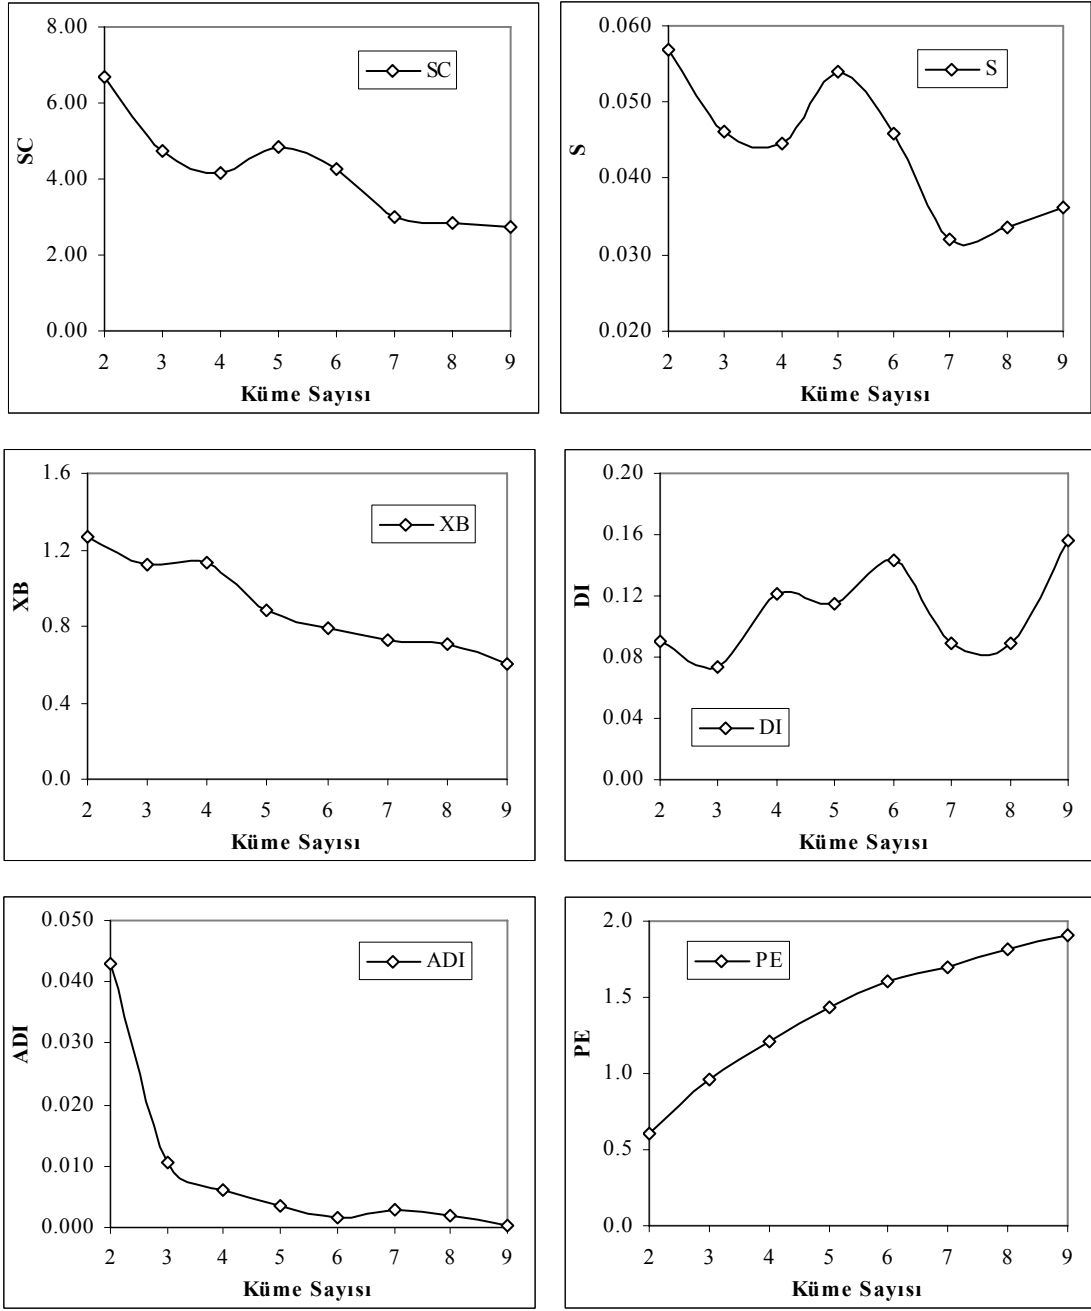 8.00
6.00
4.00
2.00
0.00
SC
SC
2 3 4 5 6 7 8 9
Küme Sayısı
0.060
0.050
0.040
0.030
0.020
S
S
2 3 4 5 6 7 8 9
Küme Sayısı
1.6
1.2
0.8
0.4
0.0
XB
XB
2 3 4 5 6 7 8 9
Küme Sayısı
0.20
0.16
0.12
0.08
0.04
0.00
DI
DI
2 3 4 5 6 7 8 9
Küme Sayısı
0.050
0.040
0.030
0.020
0.010
0.000
ADI
ADI
2 3 4 5 6 7 8 9
Küme Sayısı
2.0
1.5
1.0
0.5
0.0
PE
PE
2 3 4 5 6 7 8 9
Küme Sayısı